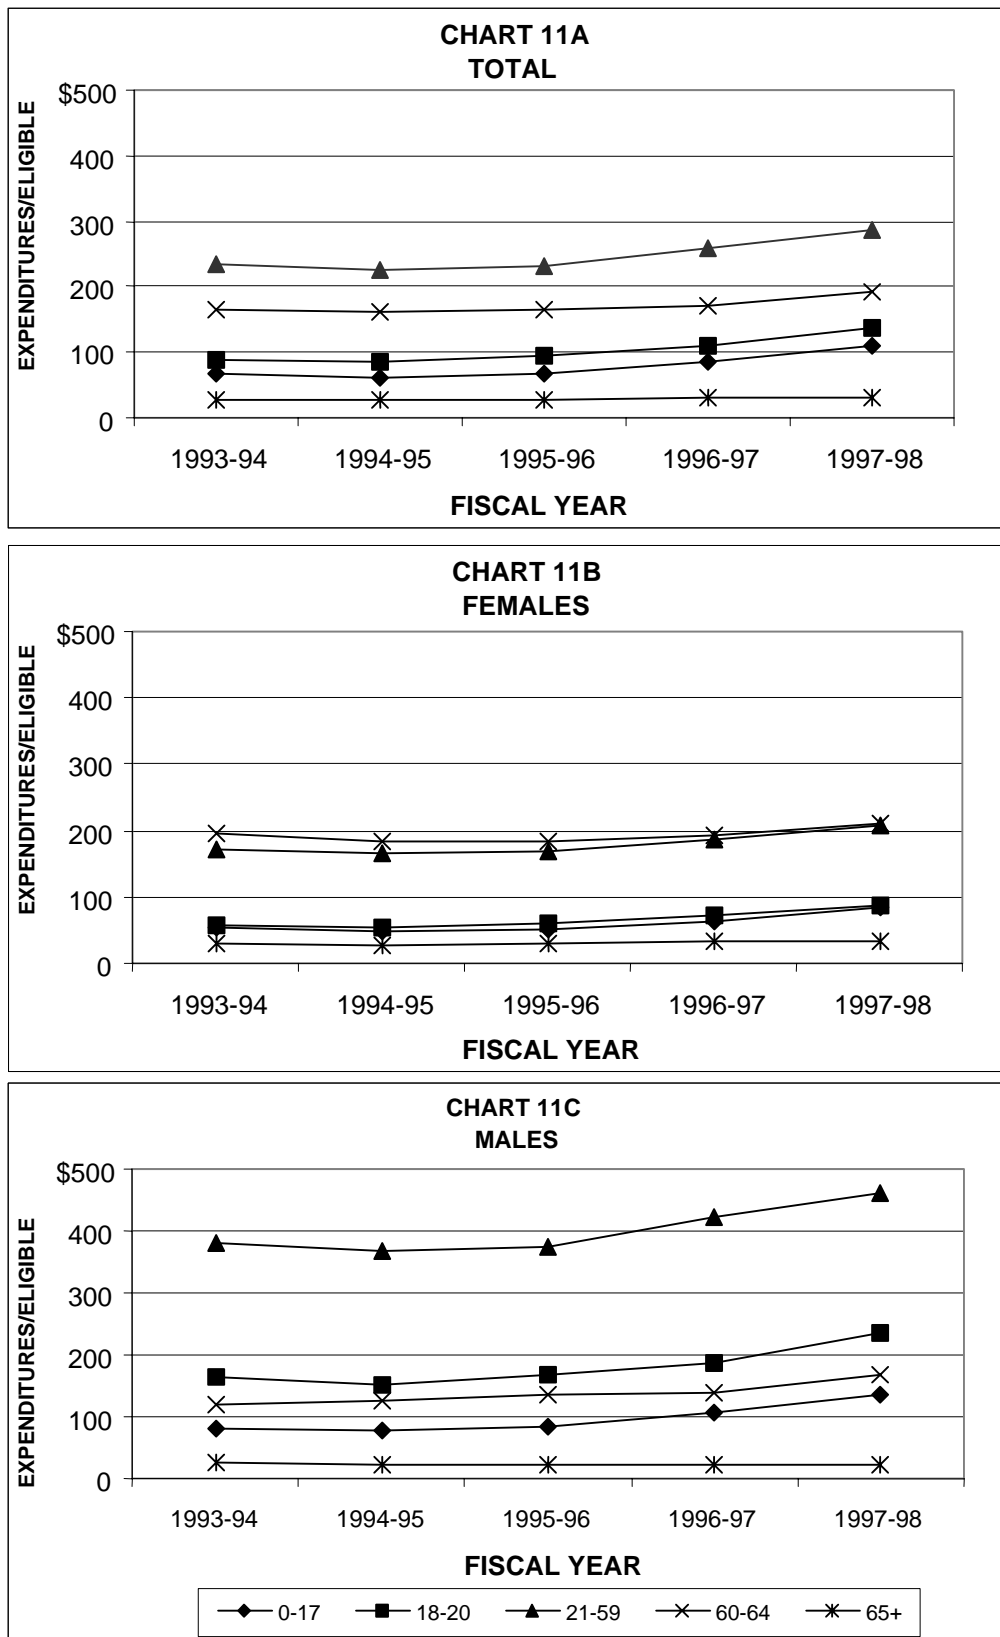 CHART 11A
TOTAL
EXPENDITURES/ELIGIBLE
$500
400
300
200
100
0
1993-94 1994-95 1995-96 1996-97 1997-98
FISCAL YEAR
CHART 11B
FEMALES
EXPENDITURES/ELIGIBLE
$500
400
300
200
100
0
1993-94 1994-95 1995-96 1996-97 1997-98
FISCAL YEAR
CHART 11C
MALES
EXPENDITURES/ELIGIBLE
$500
400
300
200
100
0
1993-94 1994-95 1995-96 1996-97 1997-98
FISCAL YEAR
0-17 18-20 21-59 60-64 65+